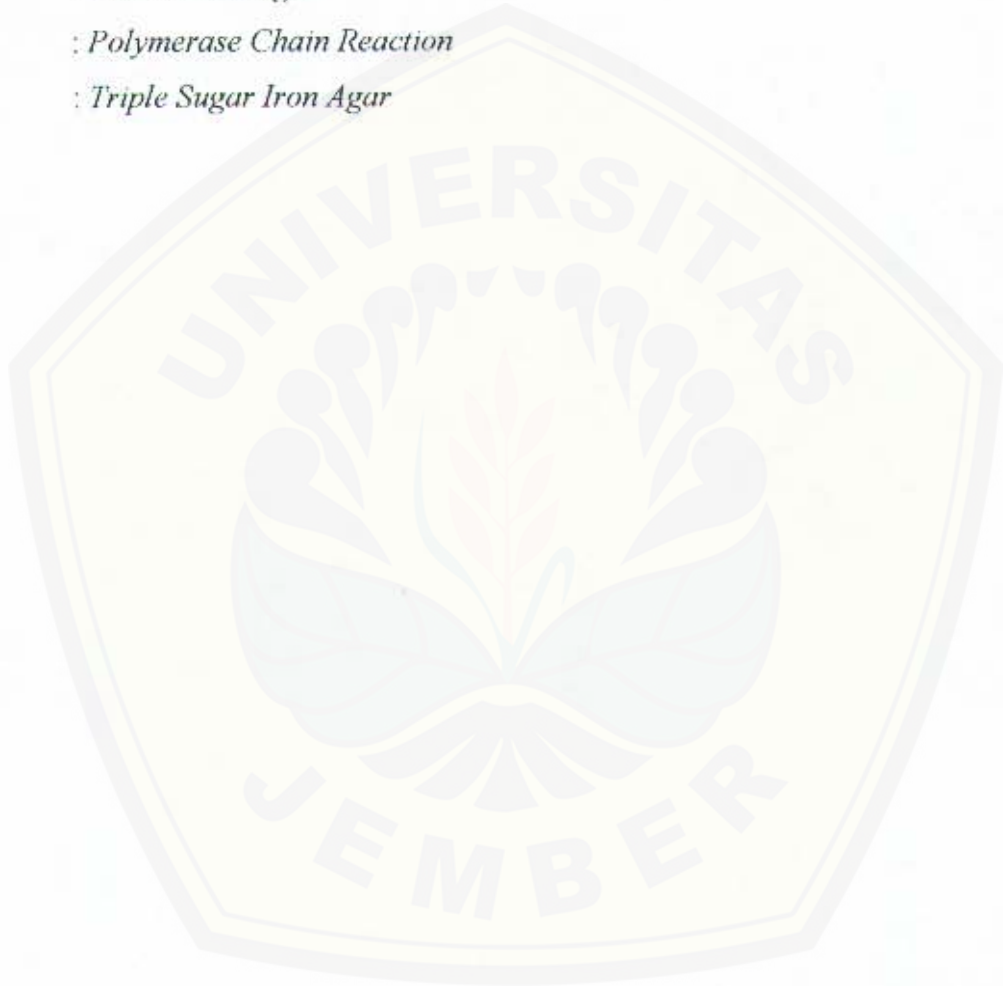 : Polymerase Chain Reaction
: Triple Sugar Iron Agar
UNIVERSITAS
JEMBER